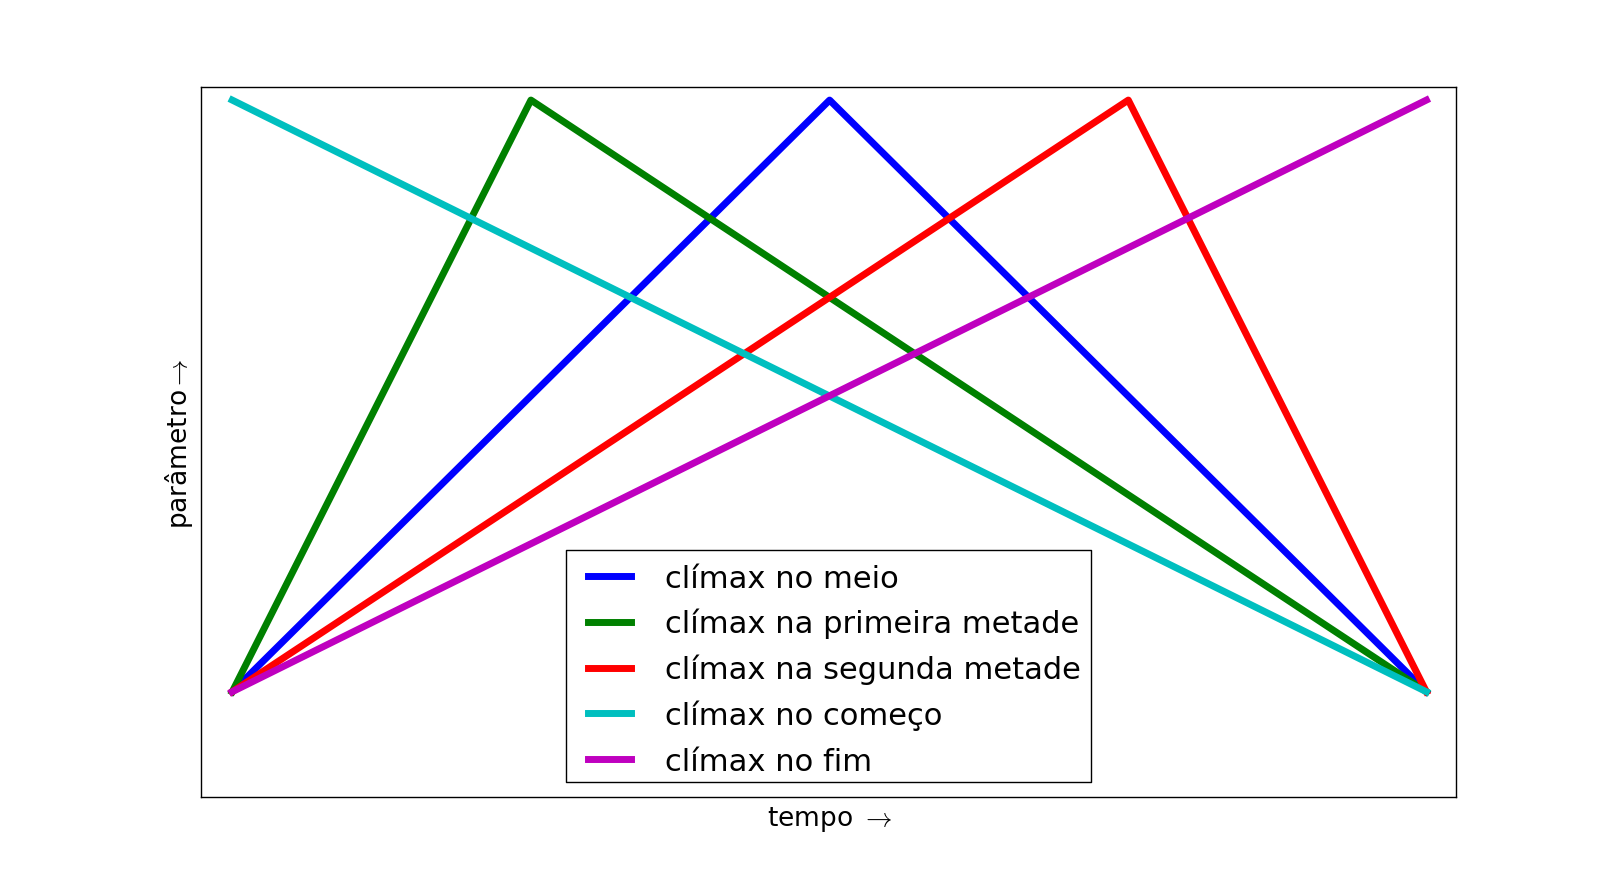 parâmetro→
clímax no meio
clímax na primeira metade
clímax na segunda metade
clímax no começo
clímax no fim
tempo →